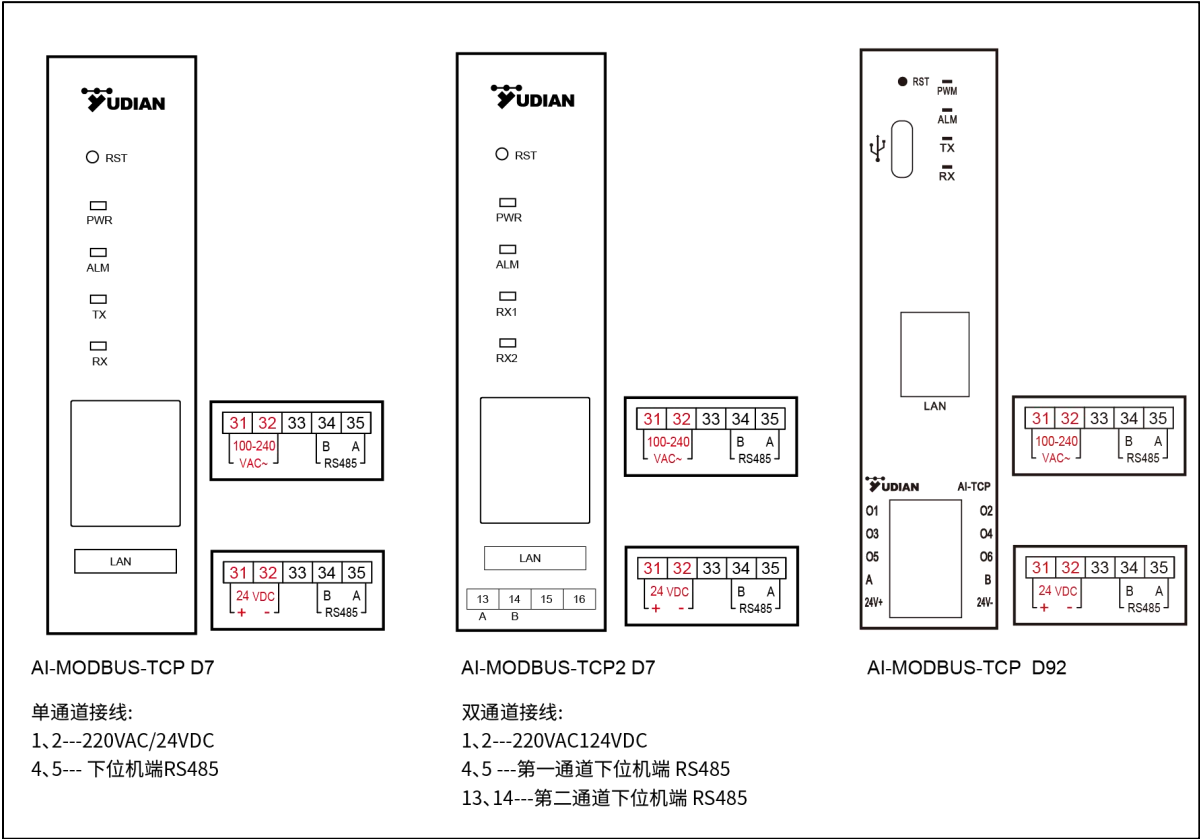 YUDIAN
RST
PWR
ALM
TX
RX
LAN
31 32 33 34 35
100-240 B A
VAC~ RS485
31 32 33 34 35
24 VDC B A
+ - RS485
AI-MODBUS-TCP D7
单通道接线:
1、2---220VAC/24VDC
4、5--- 下位机端RS485
YUDIAN
RST
PWR
ALM
RX1
RX2
LAN
13 14 15 16
A B
31 32 33 34 35
100-240 B A
VAC~ RS485
31 32 33 34 35
24 VDC B A
+ - RS485
AI-MODBUS-TCP2 D7
双通道接线:
1、2---220VAC124VDC
4、5 ---第一通道下位机端 RS485
13、14---第二通道下位机端 RS485
RST PWM
ALM
TX
RX
LAN
YUDIAN AI-TCP
O1 O2
O3 O4
O5 O6
A B
24V+ 24V-
31 32 33 34 35
100-240 B A
VAC~ RS485
31 32 33 34 35
24 VDC B A
+ - RS485
AI-MODBUS-TCP D92